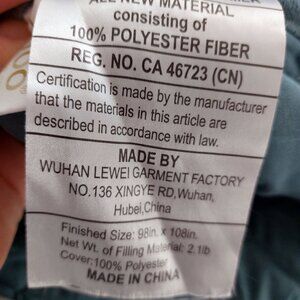 ALL NEW MATERIAL
consisting of
100% POLYESTER FIBER
REG. NO. CA 46723 (CN)
Certification is made by the manufacturer
that the materials in this article are
described in accordance with law.
MADE BY
WUHAN LEWEI GARMENT FACTORY
NO.136 XINGYE RD,Wuhan,
Hubei,China
Finished Size: 98in. x 108in.
Net Wt. of Filling Material: 2.1lb
Cover:100% Polyester
MADE IN CHINA